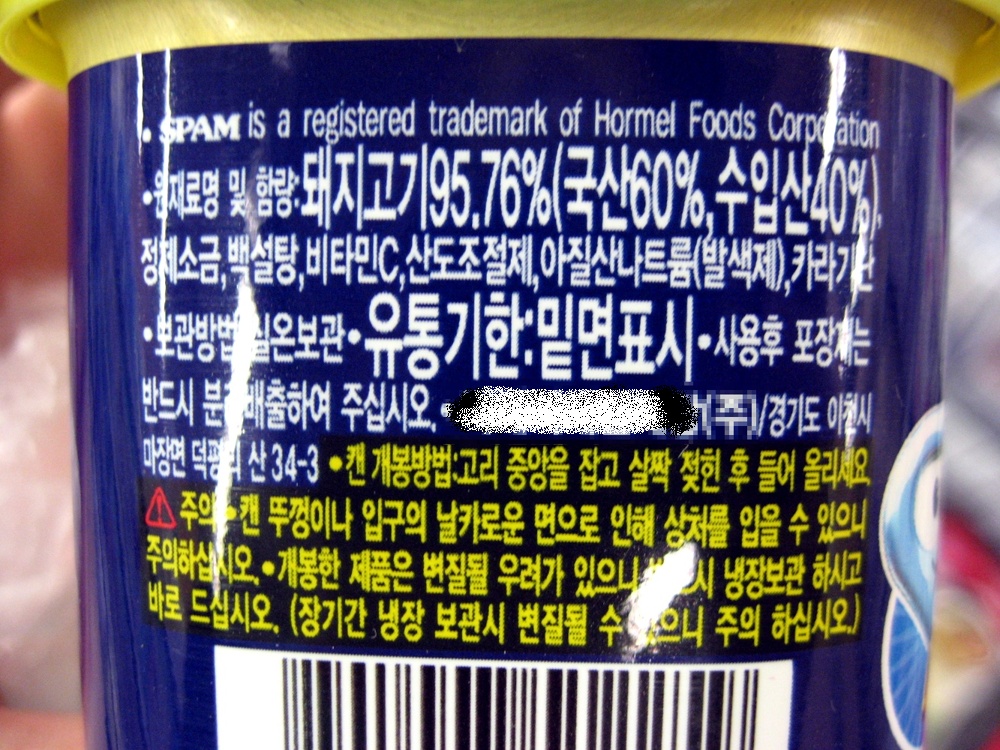 • SPAM is a registered trademark of Hormel Foods Corporation
•원재료명 및 함량:돼지고기95.76%(국산60%,수입산40%),
정제소금,백설탕,비타민C,산도조절제,아질산나트륨(발색제),카라기난
•보관방법:실온보관•유통기한:밑면표시•사용후 포장재는
반드시 분리배출하여 주십시오.• (주)/경기도 이천시
마장면 덕평리 산 34-3 •캔 개봉방법:고리 중앙을 잡고 살짝 젖힌 후 들어 올리세요.
주의 •캔 뚜껑이나 입구의 날카로운 면으로 인해 상처를 입을 수 있으니
주의하십시오.•개봉한 제품은 변질될 우려가 있으니 냉장보관 하시고
바로 드십시오. (장기간 냉장 보관시 변질될 수 있으니 주의 하십시오.)